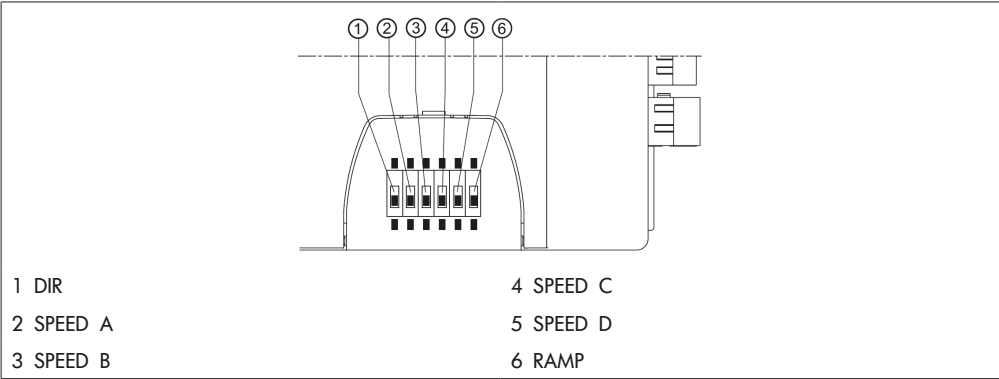 ① ② ③ ④ ⑤ ⑥
1 DIR
2 SPEED A
3 SPEED B
4 SPEED C
5 SPEED D
6 RAMP